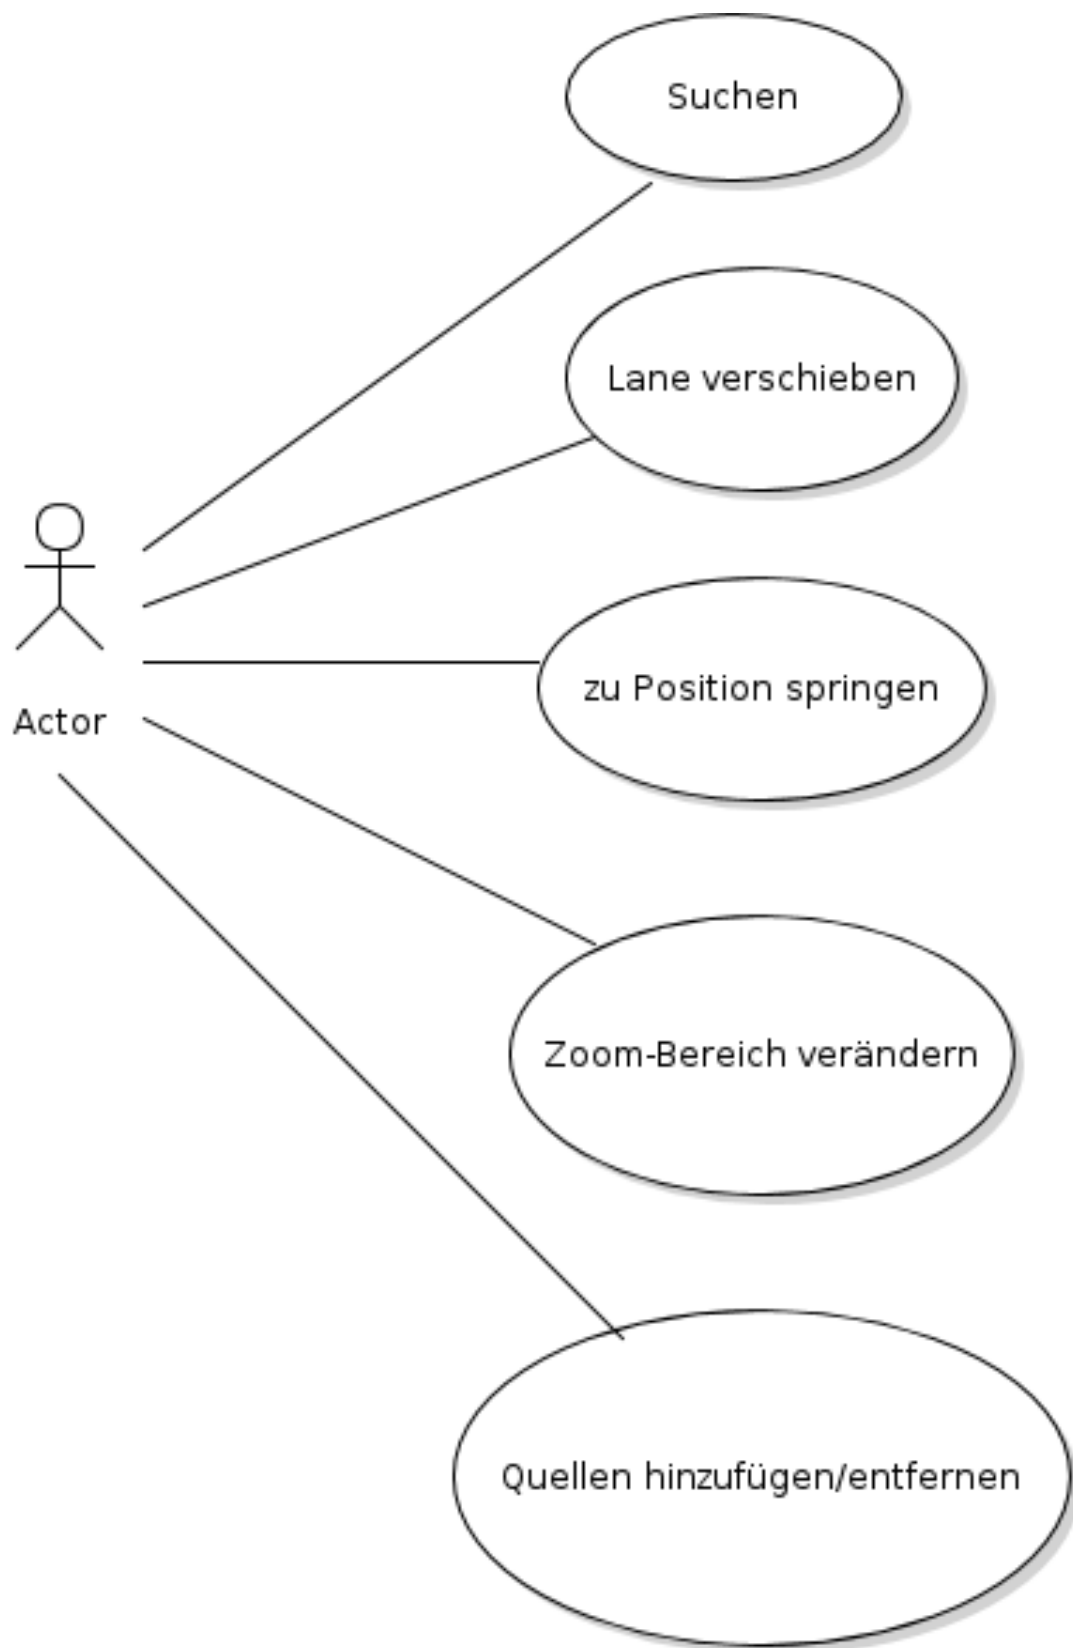 Suchen
Lane verschieben
zu Position springen
Actor
Zoom-Bereich verändern
Quellen hinzufügen/entfernen